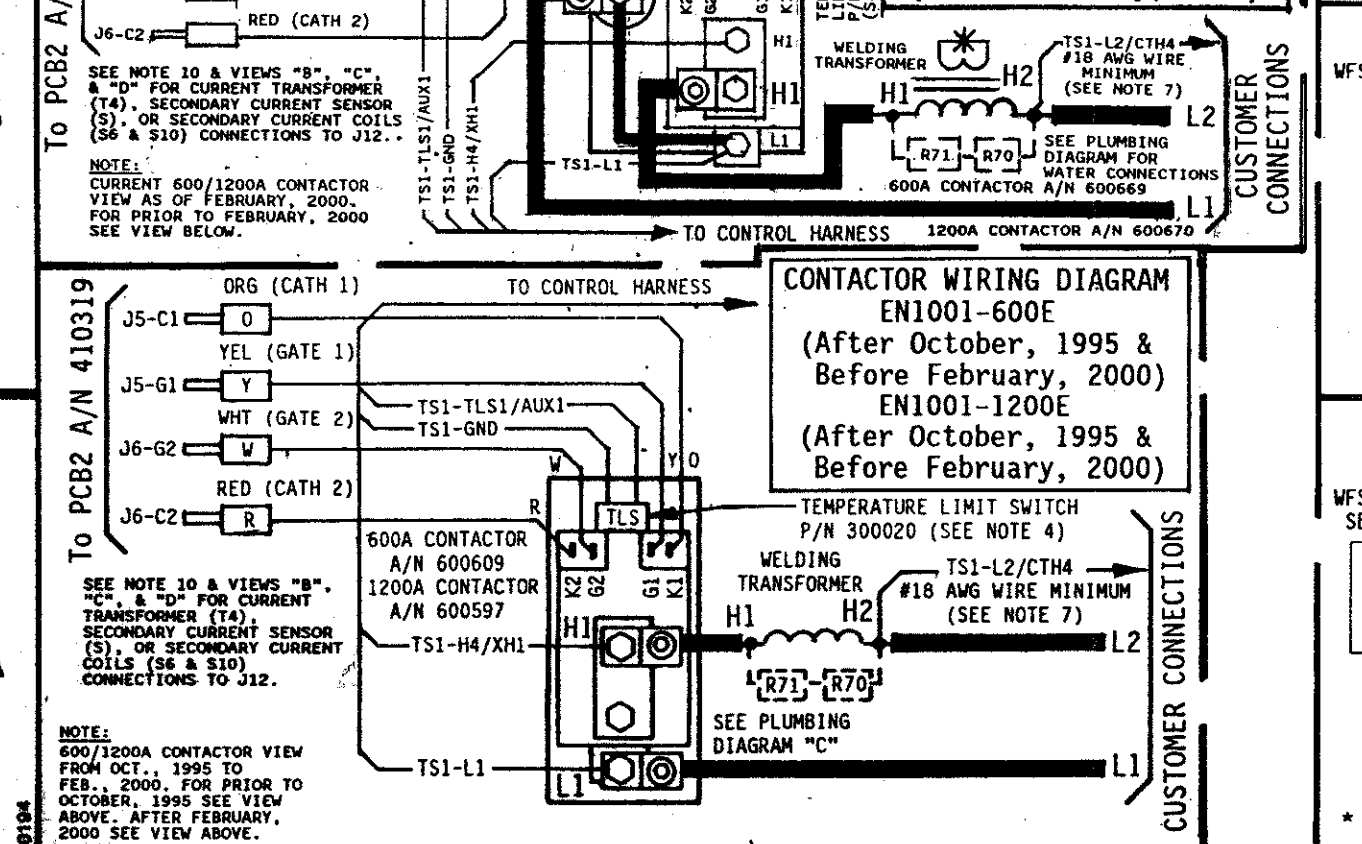 To PCB2 A/
RED (CATH 2)
J6-C2
SEE NOTE 10 & VIEWS "B", "C",
& "D" FOR CURRENT TRANSFORMER
(T4), SECONDARY CURRENT SENSOR
(S), OR SECONDARY CURRENT COILS
(S6 & S10) CONNECTIONS TO J12.
NOTE:
CURRENT 600/1200A CONTACTOR
VIEW AS OF FEBRUARY, 2000.
FOR PRIOR TO FEBRUARY, 2000
SEE VIEW BELOW.
TS1-TLS1/AUX1
TS1-GND
TS1-H4/XH1
TS1-L1
H1
H1
L1
WELDING
TRANSFORMER
H1
H2
TS1-L2/CTH4
#18 AWG WIRE
MINIMUM
(SEE NOTE 7)
L2
R71
R70
SEE PLUMBING
DIAGRAM FOR
WATER CONNECTIONS
600A CONTACTOR A/N 600669
L1
1200A CONTACTOR A/N 600670
TO CONTROL HARNESS
CUSTOMER
CONNECTIONS
WFS
To PCB2 A/N 410319
ORG (CATH 1)
J5-C1
O
YEL (GATE 1)
J5-G1
Y
WHT (GATE 2)
J6-G2
W
RED (CATH 2)
J6-C2
R
TO CONTROL HARNESS
TS1-TLS1/AUX1
TS1-GND
CONTACTOR WIRING DIAGRAM
EN1001-600E
(After October, 1995 &
Before February, 2000)
EN1001-1200E
(After October, 1995 &
Before February, 2000)
W
Y O
R
TLS
TEMPERATURE LIMIT SWITCH
P/N 300020 (SEE NOTE 4)
600A CONTACTOR
A/N 600609
1200A CONTACTOR
A/N 600597
K2
G2
G1
K1
WELDING
TRANSFORMER
TS1-L2/CTH4
#18 AWG WIRE MINIMUM
(SEE NOTE 7)
H1
H2
H1
TS1-H4/XH1
L2
R71
R70
SEE PLUMBING
DIAGRAM "C"
TS1-L1
L1
L1
CUSTOMER CONNECTIONS
SEE NOTE 10 & VIEWS "B",
"C", & "D" FOR CURRENT
TRANSFORMER (T4),
SECONDARY CURRENT SENSOR
(S), OR SECONDARY CURRENT
COILS (S6 & S10)
CONNECTIONS TO J12.
NOTE:
600/1200A CONTACTOR VIEW
FROM OCT., 1995 TO
FEB., 2000. FOR PRIOR TO
OCTOBER, 1995 SEE VIEW
ABOVE. AFTER FEBRUARY,
2000 SEE VIEW ABOVE.
WFS
SE
*